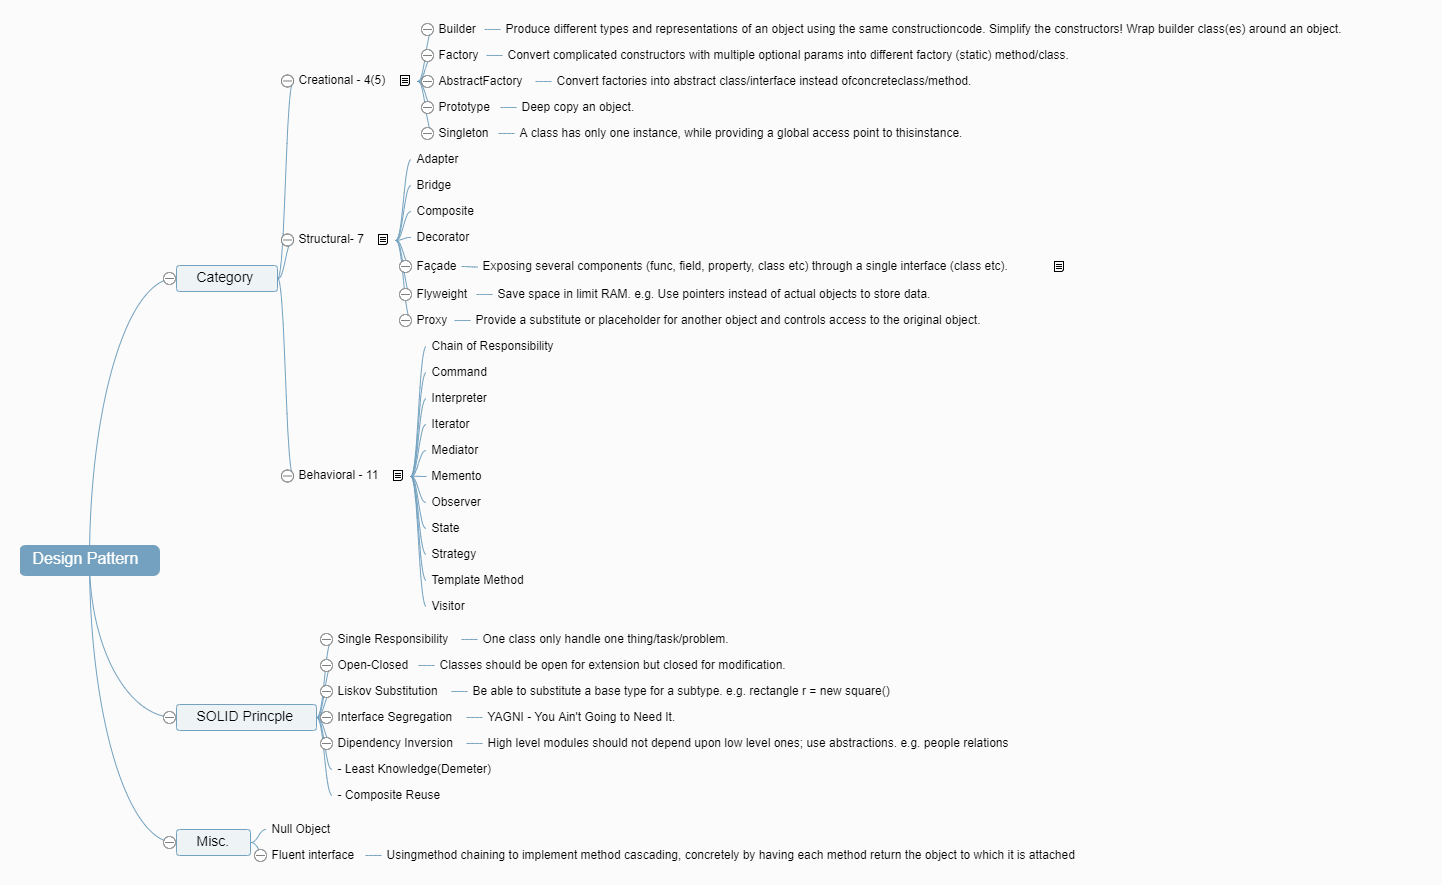 Builder Produce different types and representations of an object using the same constructioncode. Simplify the constructors! Wrap builder class(es) around an object.
Factory Convert complicated constructors with multiple optional params into different factory (static) method/class.
Creational - 4(5)
AbstractFactory Convert factories into abstract class/interface instead ofconcreteclass/method.
Prototype Deep copy an object.
Singleton A class has only one instance, while providing a global access point to thisinstance.
Adapter
Bridge
Composite
Structural- 7
Decorator
Façade Exposing several components (func, field, property, class etc) through a single interface (class etc).
Category
Flyweight Save space in limit RAM. e.g. Use pointers instead of actual objects to store data.
Proxy Provide a substitute or placeholder for another object and controls access to the original object.
Chain of Responsibility
Command
Interpreter
Iterator
Mediator
Behavioral - 11
Memento
Observer
State
Strategy
Design Pattern
Template Method
Visitor
Single Responsibility One class only handle one thing/task/problem.
Open-Closed Classes should be open for extension but closed for modification.
Liskov Substitution Be able to substitute a base type for a subtype. e.g. rectangle r = new square()
SOLID Princple
Interface Segregation YAGNI - You Ain't Going to Need It.
Dipendency Inversion High level modules should not depend upon low level ones; use abstractions. e.g. people relations
- Least Knowledge(Demeter)
- Composite Reuse
Null Object
Misc.
Fluent interface Usingmethod chaining to implement method cascading, concretely by having each method return the object to which it is attached